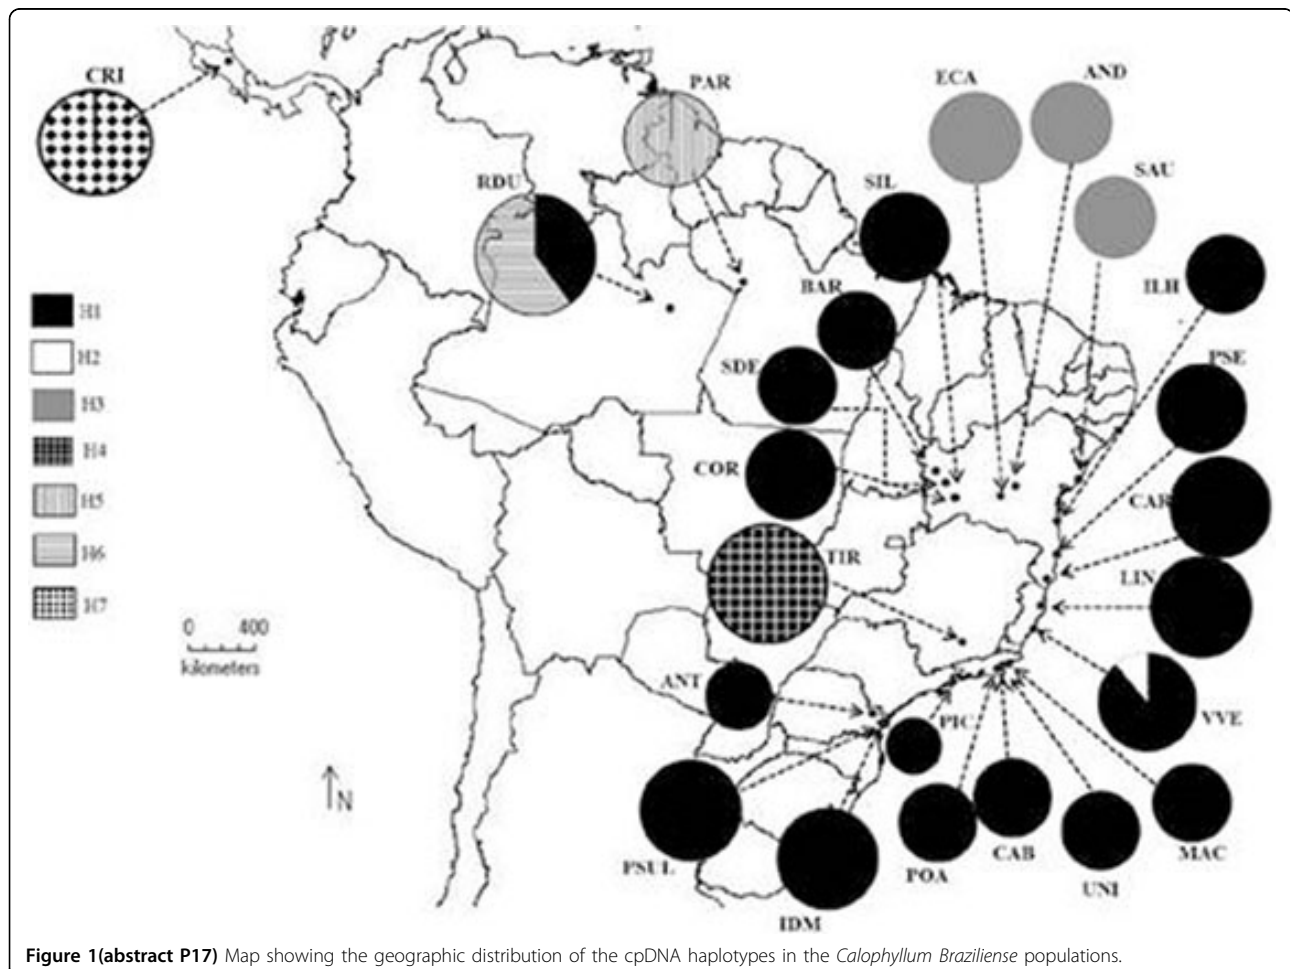 CRI
PAR
ECA
AND
RDU
SIL
SAU
BAR
ILH
H1
H2
H3
H4
H5
H6
H7
SDE
PSE
COR
CAR
TIR
LIN
0 400
kilometers
ANT
PIC
VVE
N
PSUL
IDM
POA
CAB
UNI
MAC
Figure 1(abstract P17) Map showing the geographic distribution of the cpDNA haplotypes in the Calophyllum Braziliense populations.